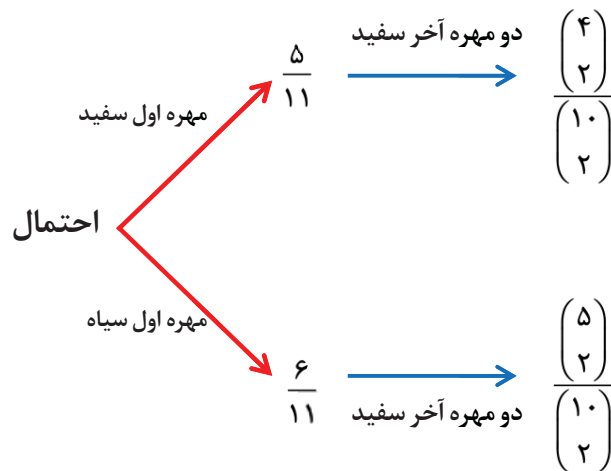 احتمال
مهره اول سفید
۵
۱۱
دو مهره آخر سفید
(۴
۲)
(۱۰
۲)
مهره اول سیاه
۶
۱۱
دو مهره آخر سفید
(۵
۲)
(۱۰
۲)